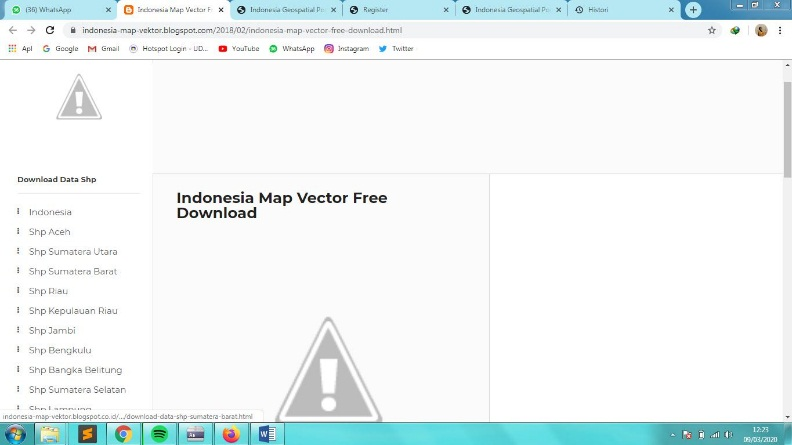 (36) WhatsApp
Indonesia Map Vector F
Indonesia Geospatial P
Register
Indonesia Geospatial P
Histori
indonesia-map-vektor.blogspot.com/2018/02/indonesia-map-vector-free-download.html
Apl
Google
Gmail
Hotspot Login - UD...
YouTube
WhatsApp
Instagram
Twitter
Download Data Shp
Indonesia Map Vector Free
Download
Indonesia
Shp Aceh
Shp Sumatera Utara
Shp Sumatera Barat
Shp Riau
Shp Kepulauan Riau
Shp Jambi
Shp Bengkulu
Shp Bangka Belitung
Shp Sumatera Selatan
Shp Lampung
indonesia-map-vektor.blogspot.co.id/.../download-data-shp-sumatera-barat.html
12:23
09/03/2020